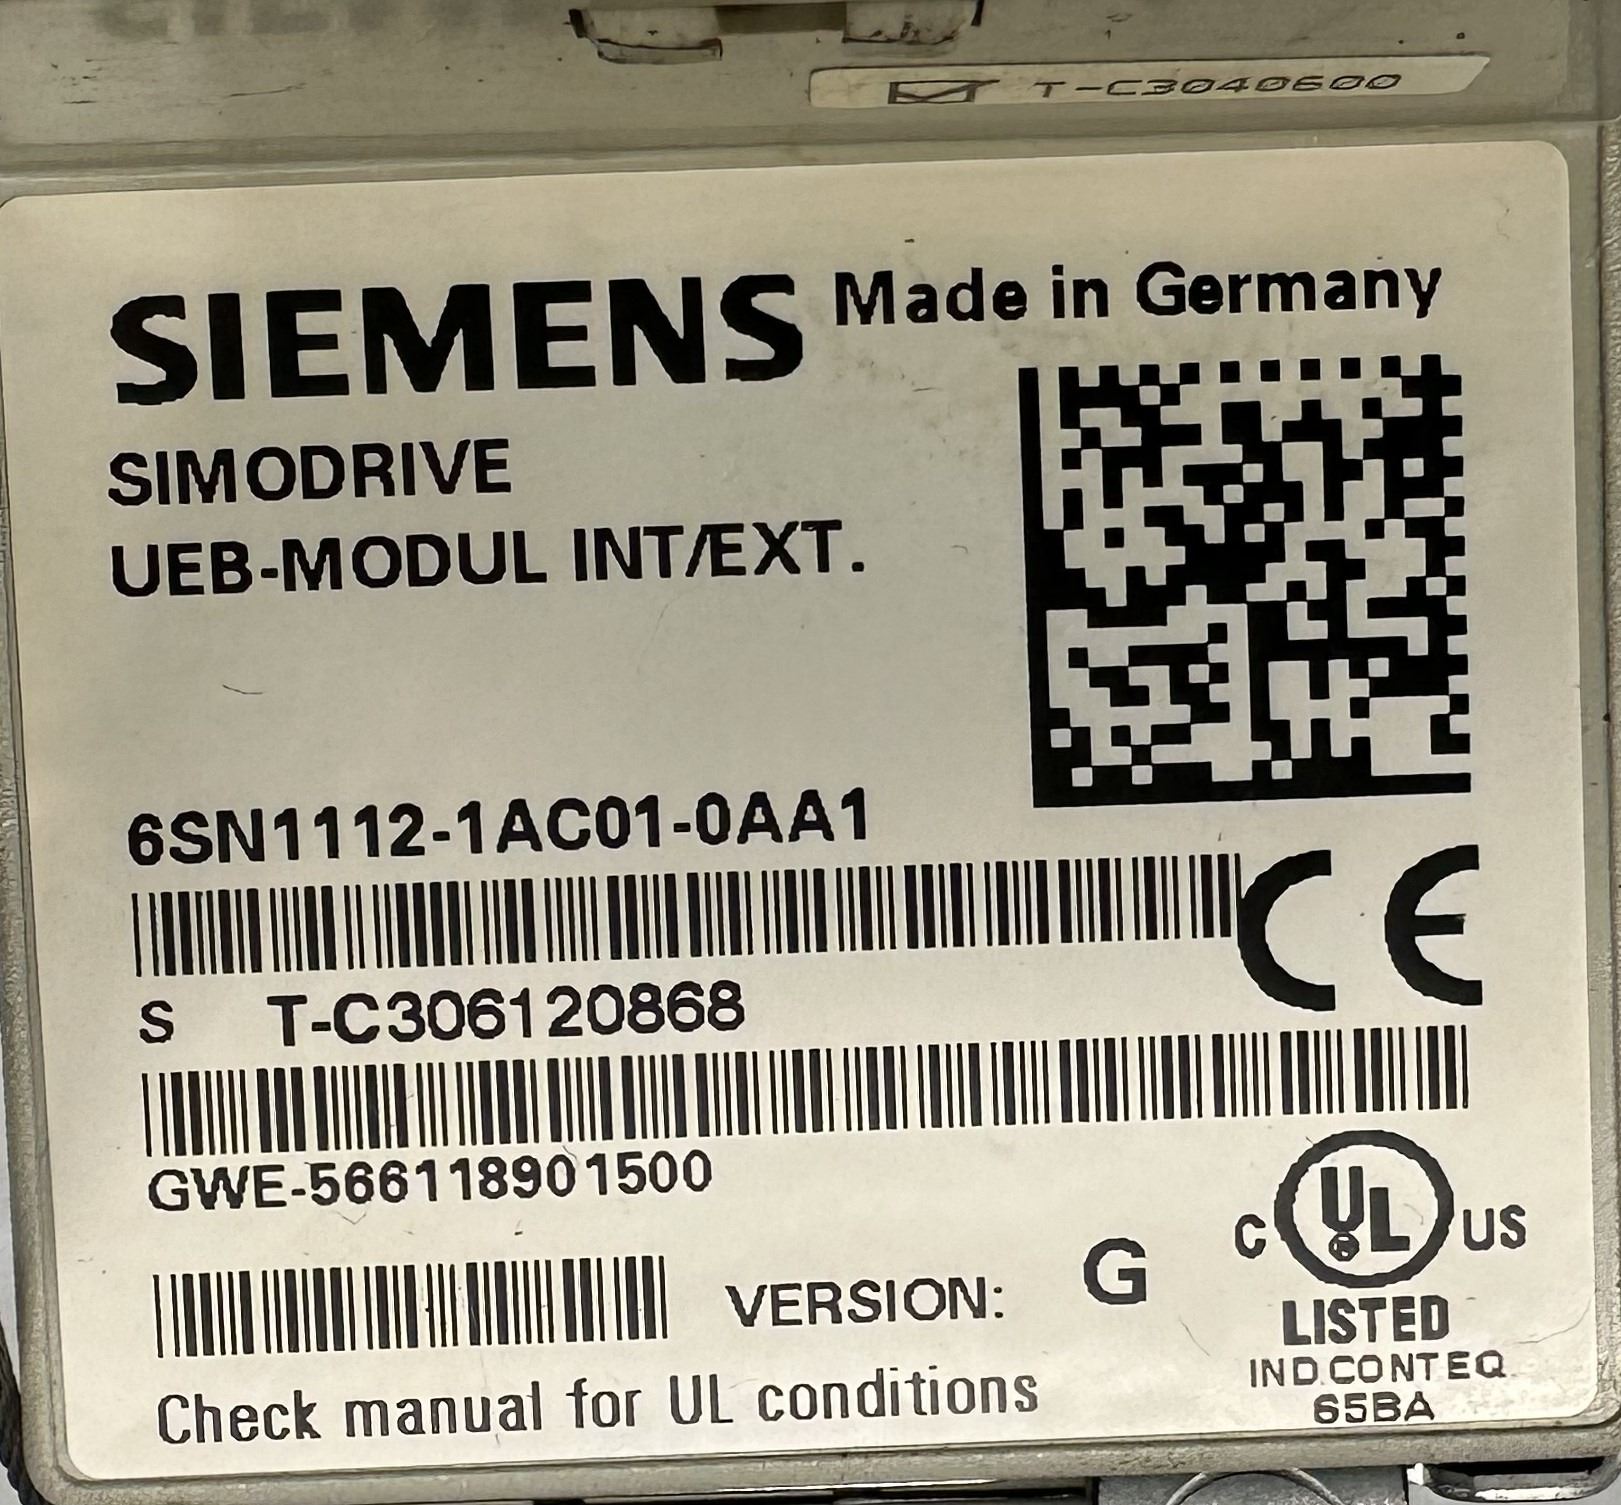 T-C3040600
SIEMENS Made in Germany
SIMODRIVE
UEB-MODUL INT/EXT.
6SN1112-1AC01-0AA1
CE
S T-C306120868
GWE-566118901500
VERSION: G
C UL US
®
LISTED
IND.CONT.EQ.
65BA
Check manual for UL conditions